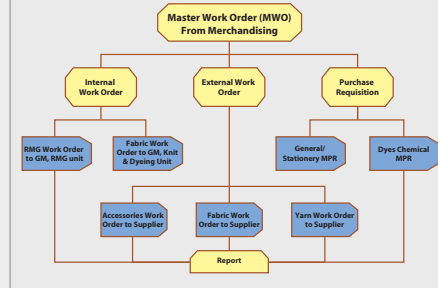 Master Work Order (MWO)
From Merchandising
Internal
Work Order
External Work
Order
Purchase
Requisition
RMG Work Order
to GM, RMG unit
Fabric Work
Order to GM, Knit
& Dyeing Unit
General/
Stationery MPR
Dyes Chemical
MPR
Accessories Work
Order to Supplier
Fabric Work
Order to Supplier
Yarn Work Order
to Supplier
Report